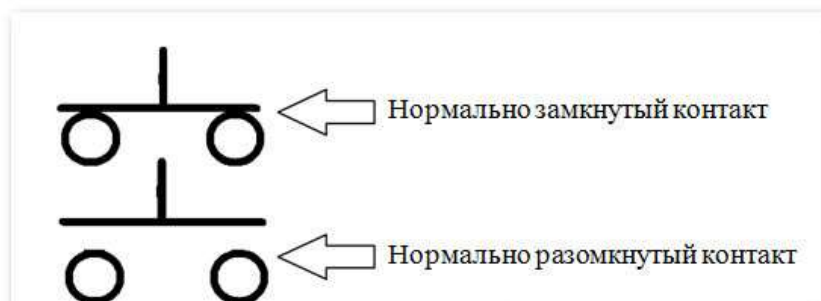 Нормально замкнутый контакт
Нормально разомкнутый контакт